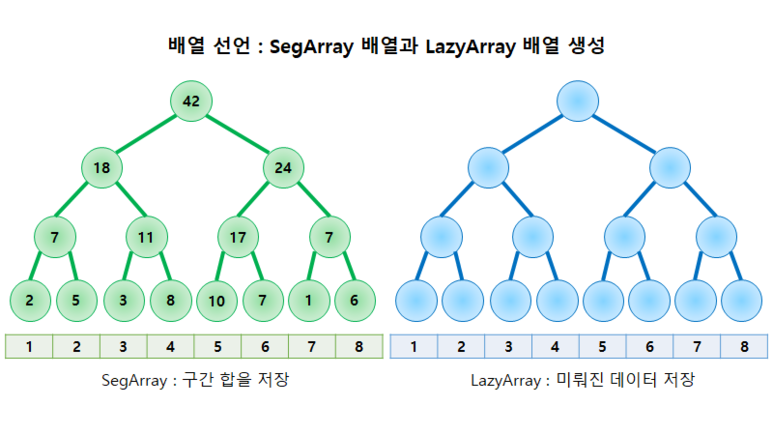 배열 선언 : SegArray 배열과 LazyArray 배열 생성
42
18 24
7 11 17 7
2 5 3 8 10 7 1 6
1 2 3 4 5 6 7 8 1 2 3 4 5 6 7 8
SegArray : 구간 합을 저장 LazyArray : 미뤄진 데이터 저장